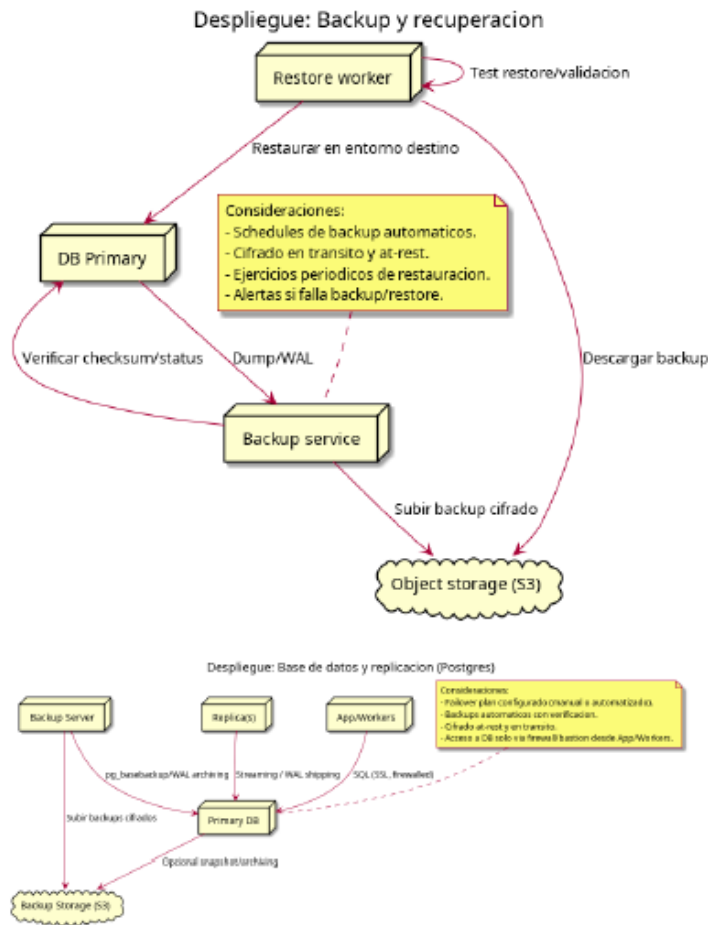 Despliegue: Backup y recuperacion
Restore worker
Test restore/validacion
Restaurar en entorno destino
Consideraciones:
- Schedules de backup automaticos.
- Cifrado en transito y at-rest.
- Ejercicios periodicos de restauracion.
- Alertas si falla backup/restore.
DB Primary
Verificar checksum/status
Dump/WAL
Descargar backup
Backup service
Subir backup cifrado
Object storage (S3)
Despliegue: Base de datos y replicacion (Postgres)
Consideraciones:
- Failover plan configurado (manual o automatizado).
- Backups automaticos con verificacion.
- Cifrado at-rest y en transito.
- Acceso a DB solo via firewall/bastion desde App/Workers.
Backup Server
Replica(s)
App/Workers
pg_basebackup/WAL archiving
Streaming / WAL shipping
SQL (SSL, firewalled)
Subir backups cifrados
Primary DB
Optional snapshot/archiving
Backup Storage (S3)